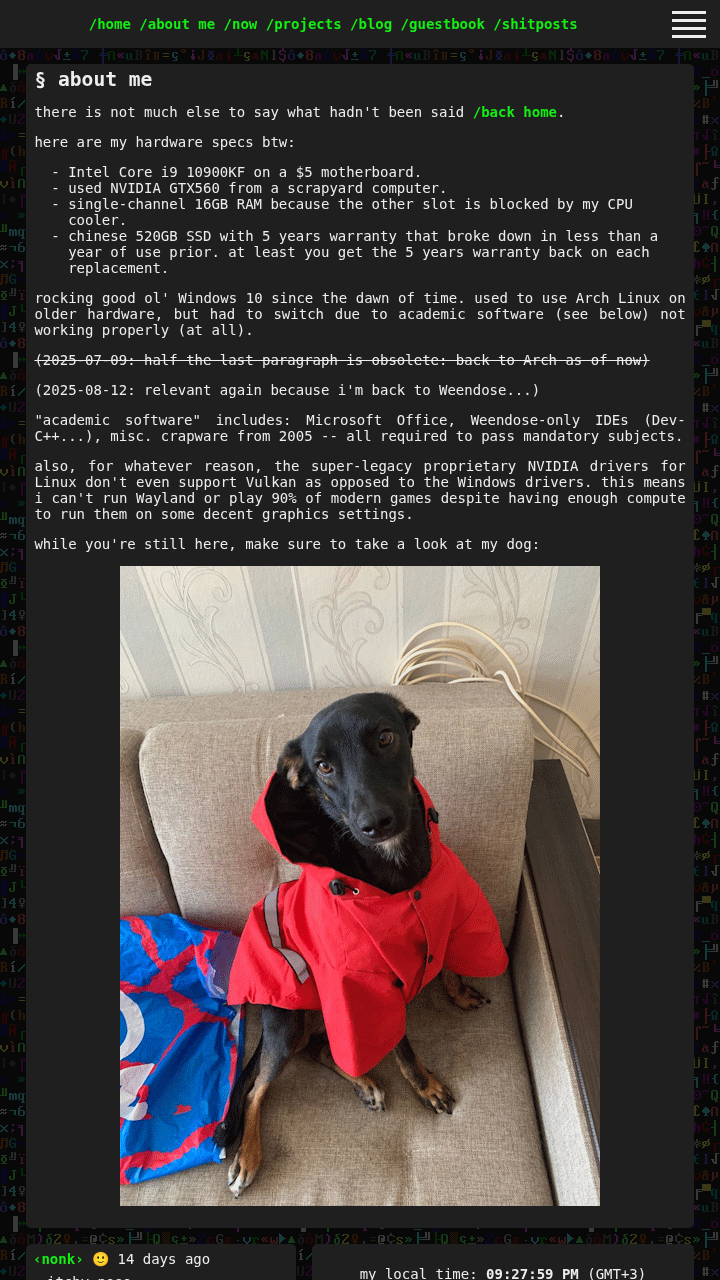 /home /about me /now /projects /blog /guestbook /shitposts
§ about me
there is not much else to say what hadn't been said /back home.
here are my hardware specs btw:
- Intel Core i9 10900KF on a $5 motherboard.
- used NVIDIA GTX560 from a scrapyard computer.
- single-channel 16GB RAM because the other slot is blocked by my CPU
cooler.
- chinese 520GB SSD with 5 years warranty that broke down in less than a
year of use prior. at least you get the 5 years warranty back on each
replacement.
rocking good ol' Windows 10 since the dawn of time. used to use Arch Linux on
older hardware, but had to switch due to academic software (see below) not
working properly (at all).
(2025-07-09: half the last paragraph is obsolete: back to Arch as of now)
(2025-08-12: relevant again because i'm back to Weendose...)
"academic software" includes: Microsoft Office, Weendose-only IDEs (Dev-
C++...), misc. crapware from 2005 -- all required to pass mandatory subjects.
also, for whatever reason, the super-legacy proprietary NVIDIA drivers for
Linux don't even support Vulkan as opposed to the Windows drivers. this means
i can't run Wayland or play 90% of modern games despite having enough compute
to run them on some decent graphics settings.
while you're still here, make sure to take a look at my dog:
‹nonk› 🙂 14 days ago
my local time: 09:27:59 PM (GMT+3)